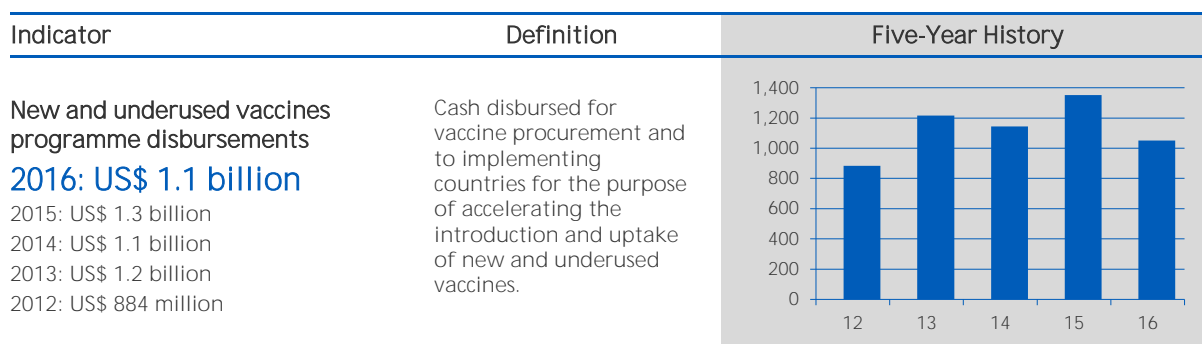 Indicator
Definition
Five-Year History
New and underused vaccines
programme disbursements
2016: US$ 1.1 billion
2015: US$ 1.3 billion
2014: US$ 1.1 billion
2013: US$ 1.2 billion
2012: US$ 884 million
Cash disbursed for
vaccine procurement and
to implementing
countries for the purpose
of accelerating the
introduction and uptake
of new and underused
vaccines.
1,400
1,200
1,000
800
600
400
200
0
12 13 14 15 16